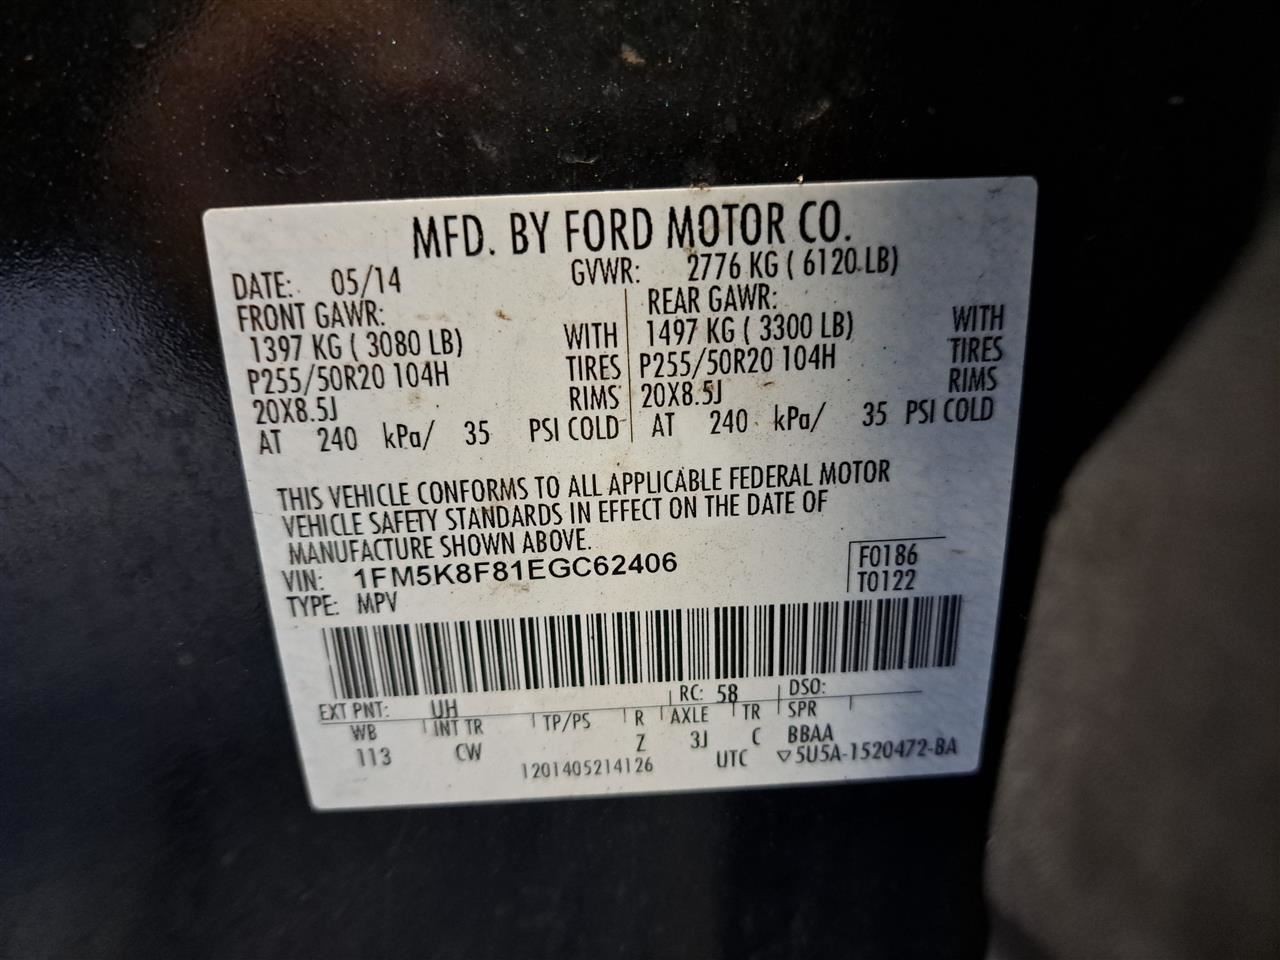 MFD. BY FORD MOTOR CO.
DATE: 05/14 GVWR: 2776 KG ( 6120 LB)
FRONT GAWR: REAR GAWR:
1397 KG ( 3080 LB) WITH 1497 KG ( 3300 LB) WITH
P255/50R20 104H TIRES P255/50R20 104H TIRES
20X8.5J RIMS 20X8.5J RIMS
AT 240 kPa/ 35 PSI COLD AT 240 kPa/ 35 PSI COLD
THIS VEHICLE CONFORMS TO ALL APPLICABLE FEDERAL MOTOR
VEHICLE SAFETY STANDARDS IN EFFECT ON THE DATE OF
MANUFACTURE SHOWN ABOVE.
VIN: 1FM5K8F81EGC62406 F0186
TYPE: MPV T0122
EXT PNT: UH RC: 58 DSO:
WB INT TR TP/PS R AXLE TR SPR
113 CW Z 3J C BBAA
1201405214126 UTC ▽5U5A-1520472-BA